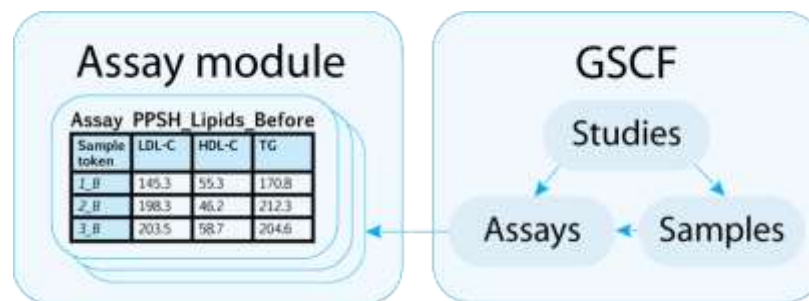 Assay module
Assay PPSH_Lipids_Before
Sample token LDL-C HDL-C TG
1_B 145.3 55.3 170.8
2_B 198.3 46.2 212.3
3_B 203.5 58.7 204.6
GSCF
Studies
Assays Samples